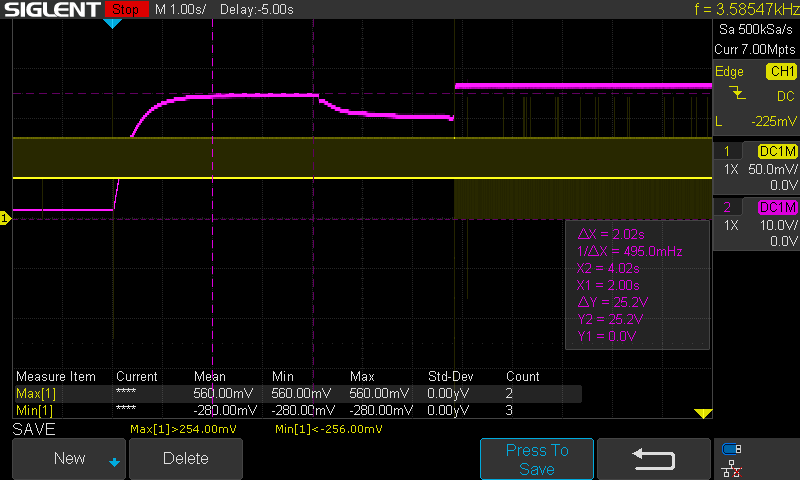 SIGLENT Stop M 1.00s/ Delay:-5.00s f = 3.58547kHz
Sa 500kSa/s
Curr 7.00Mpts
Edge CH1
DC
L -225mV
1 DC1M
1X 50.0mV/
0.0V
2 DC1M
1X 10.0V/
0.0V
1
ΔX = 2.02s
1/ΔX = 495.0mHz
X2 = 4.02s
X1 = 2.00s
ΔY = 25.2V
Y2 = 25.2V
Y1 = 0.0V
Measure Item Current Mean Min Max Std-Dev Count
Max[1] **** 560.00mV 560.00mV 560.00mV 0.00yV 2
Min[1] **** -280.00mV -280.00mV -280.00mV 0.00yV 3
SAVE Max[1]>254.00mV Min[1]<-256.00mV
New Delete Press To
Save